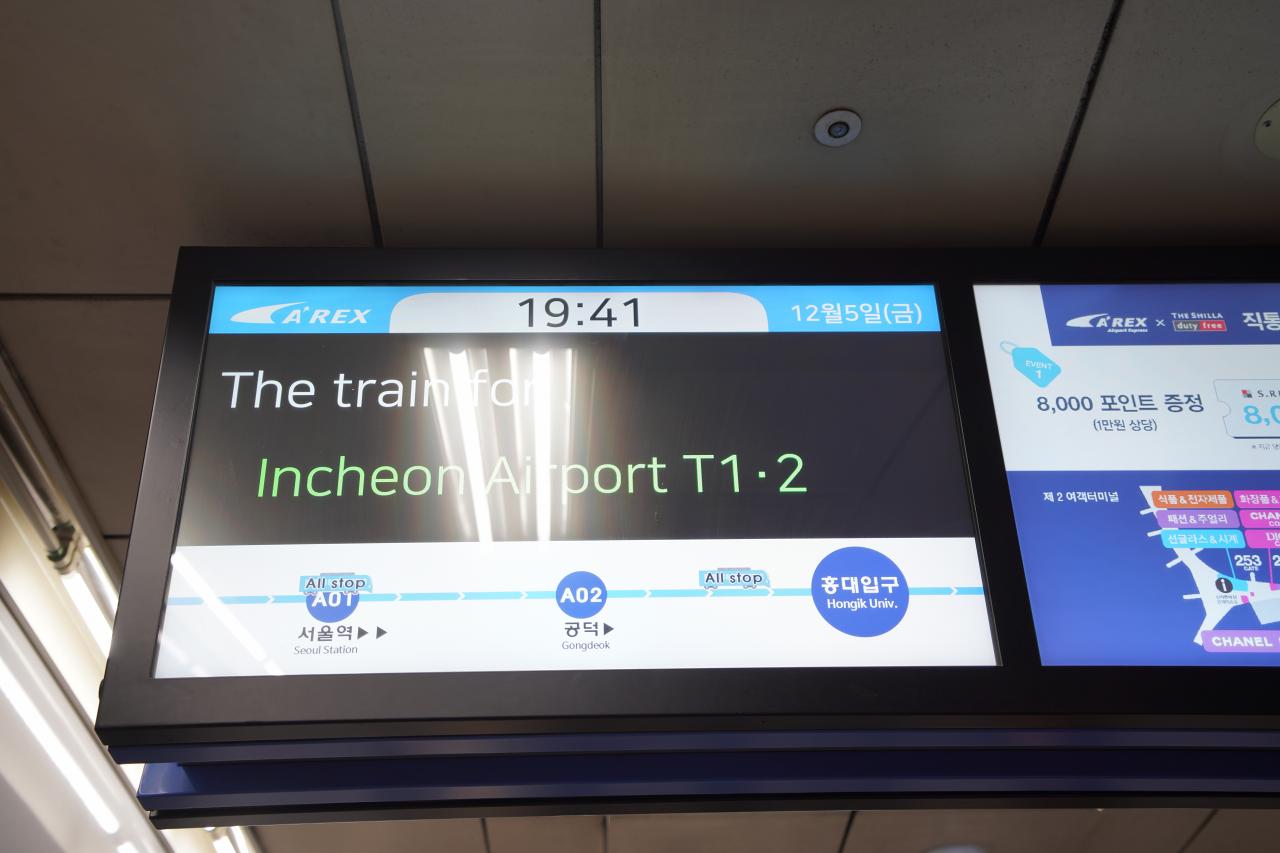 A'REX
19:41
12월5일(금)
The train for
Incheon Airport T1·2
All stop
A01
서울역▶▶
Seoul Station
A02
공덕▶
Gongdeok
All stop
홍대입구
Hongik Univ.
A'REX
Airport Express
×
THE SHILLA
duty free
직통
EVENT
1
8,000 포인트 증정
(1만원 상당)
제 2 여객터미널
식품&전자제품
패션&주얼리
선글라스&시계
253
CHANEL